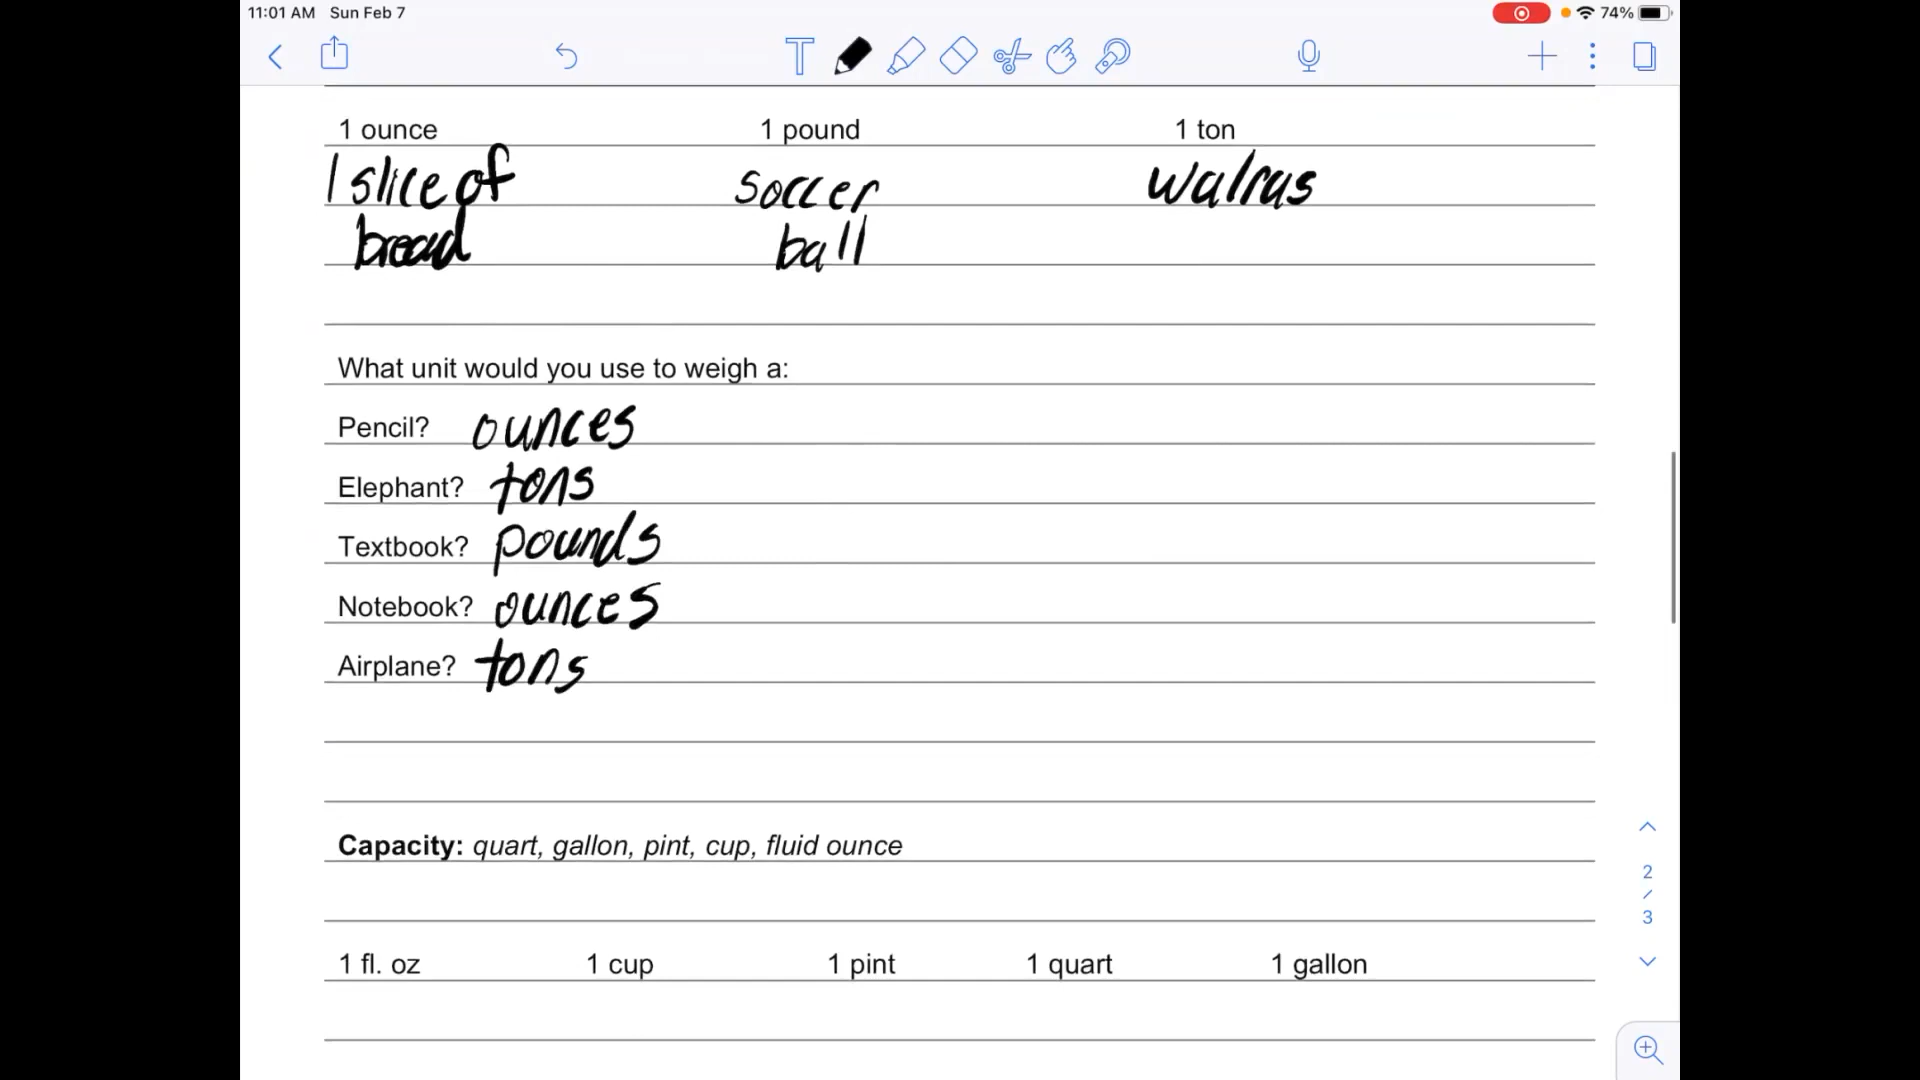 11:01 AM Sun Feb 7 74%
T
1 ounce 1 pound 1 ton
1 slice of soccer walrus
bread ball
What unit would you use to weigh a:
Pencil? ounces
Elephant? tons
Textbook? pounds
Notebook? ounces
Airplane? tons
Capacity: quart, gallon, pint, cup, fluid ounce
2
/
3
1 fl. oz 1 cup 1 pint 1 quart 1 gallon